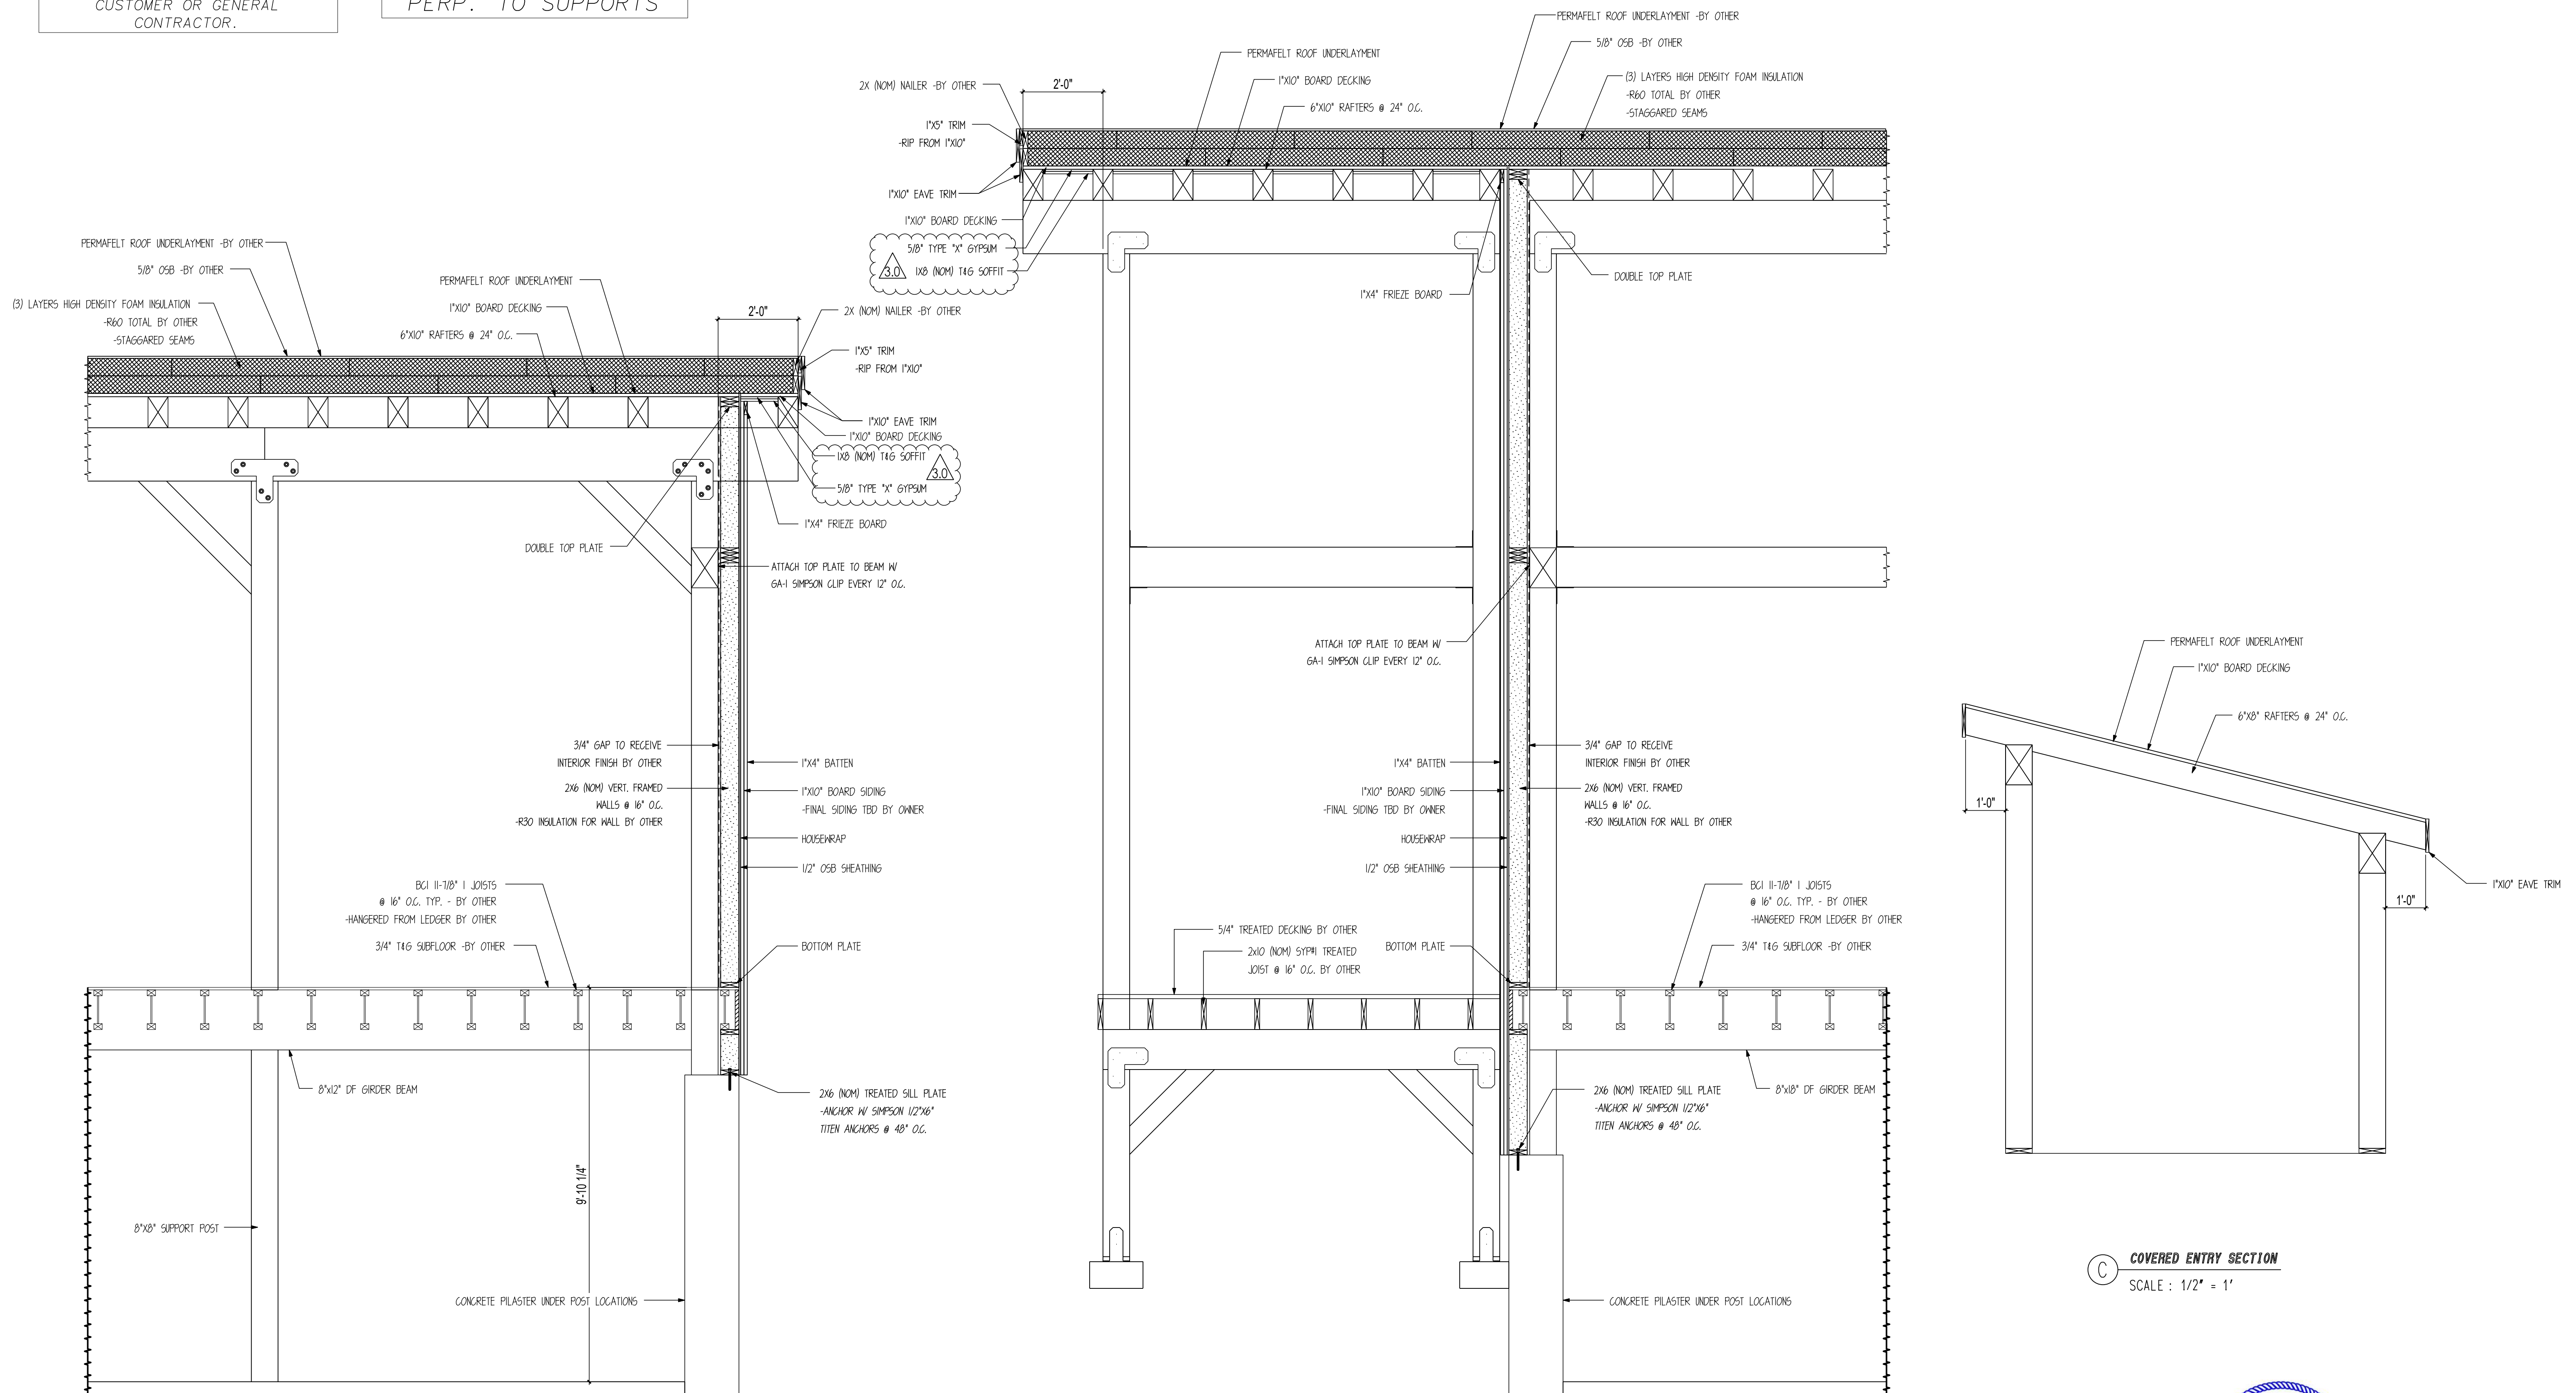 CUSTOMER OR GENERAL
CONTRACTOR.
PERP. TO SUPPORTS
PERMAFELT ROOF UNDERLAYMENT -BY OTHER
5/8" OSB -BY OTHER
(3) LAYERS HIGH DENSITY FOAM INSULATION
-R60 TOTAL BY OTHER
-STAGGARED SEAMS
PERMAFELT ROOF UNDERLAYMENT
1"X10" BOARD DECKING
6"X10" RAFTERS @ 24" O.C.
2'-0"
2X (NOM) NAILER -BY OTHER
1"X5" TRIM
-RIP FROM 1"X10"
1"X10" EAVE TRIM
1"X10" BOARD DECKING
1X8 (NOM) T&G SOFFIT
3.0
5/8" TYPE "X" GYPSUM
1"X4" FRIEZE BOARD
DOUBLE TOP PLATE
ATTACH TOP PLATE TO BEAM W/
GA-1 SIMPSON CLIP EVERY 12" O.C.
3/4" GAP TO RECEIVE
INTERIOR FINISH BY OTHER
2X6 (NOM) VERT. FRAMED
WALLS @ 16" O.C.
-R30 INSULATION FOR WALL BY OTHER
1"X4" BATTEN
1"X10" BOARD SIDING
-FINAL SIDING TBD BY OWNER
HOUSEWRAP
1/2" OSB SHEATHING
BCI 11-7/8" I JOISTS
@ 16" O.C. TYP. - BY OTHER
-HANGERED FROM LEDGER BY OTHER
3/4" T&G SUBFLOOR -BY OTHER
BOTTOM PLATE
8"x12" DF GIRDER BEAM
2X6 (NOM) TREATED SILL PLATE
-ANCHOR W/ SIMPSON 1/2"X6"
TITEN ANCHORS @ 48" O.C.
9'-10 1/4"
8"X8" SUPPORT POST
CONCRETE PILASTER UNDER POST LOCATIONS
PERMAFELT ROOF UNDERLAYMENT -BY OTHER
5/8" OSB -BY OTHER
(3) LAYERS HIGH DENSITY FOAM INSULATION
-R60 TOTAL BY OTHER
-STAGGARED SEAMS
PERMAFELT ROOF UNDERLAYMENT
1"X10" BOARD DECKING
6"X10" RAFTERS @ 24" O.C.
2'-0"
2X (NOM) NAILER -BY OTHER
1"X5" TRIM
-RIP FROM 1"X10"
1"X10" EAVE TRIM
1"X10" BOARD DECKING
5/8" TYPE "X" GYPSUM
3.0
1X8 (NOM) T&G SOFFIT
DOUBLE TOP PLATE
1"X4" FRIEZE BOARD
ATTACH TOP PLATE TO BEAM W/
GA-1 SIMPSON CLIP EVERY 12" O.C.
1"X4" BATTEN
1"X10" BOARD SIDING
-FINAL SIDING TBD BY OWNER
HOUSEWRAP
1/2" OSB SHEATHING
3/4" GAP TO RECEIVE
INTERIOR FINISH BY OTHER
2X6 (NOM) VERT. FRAMED
WALLS @ 16" O.C.
-R30 INSULATION FOR WALL BY OTHER
BCI 11-7/8" I JOISTS
@ 16" O.C. TYP. - BY OTHER
-HANGERED FROM LEDGER BY OTHER
3/4" T&G SUBFLOOR -BY OTHER
5/4" TREATED DECKING BY OTHER
2x10 (NOM) SYP#1 TREATED
JOIST @ 16" O.C. BY OTHER
BOTTOM PLATE
2X6 (NOM) TREATED SILL PLATE
-ANCHOR W/ SIMPSON 1/2"X6"
TITEN ANCHORS @ 48" O.C.
8"x18" DF GIRDER BEAM
CONCRETE PILASTER UNDER POST LOCATIONS
PERMAFELT ROOF UNDERLAYMENT
1"X10" BOARD DECKING
6"X8" RAFTERS @ 24" O.C.
1'-0"
1"X10" EAVE TRIM
1'-0"
C
COVERED ENTRY SECTION
SCALE : 1/2" = 1'